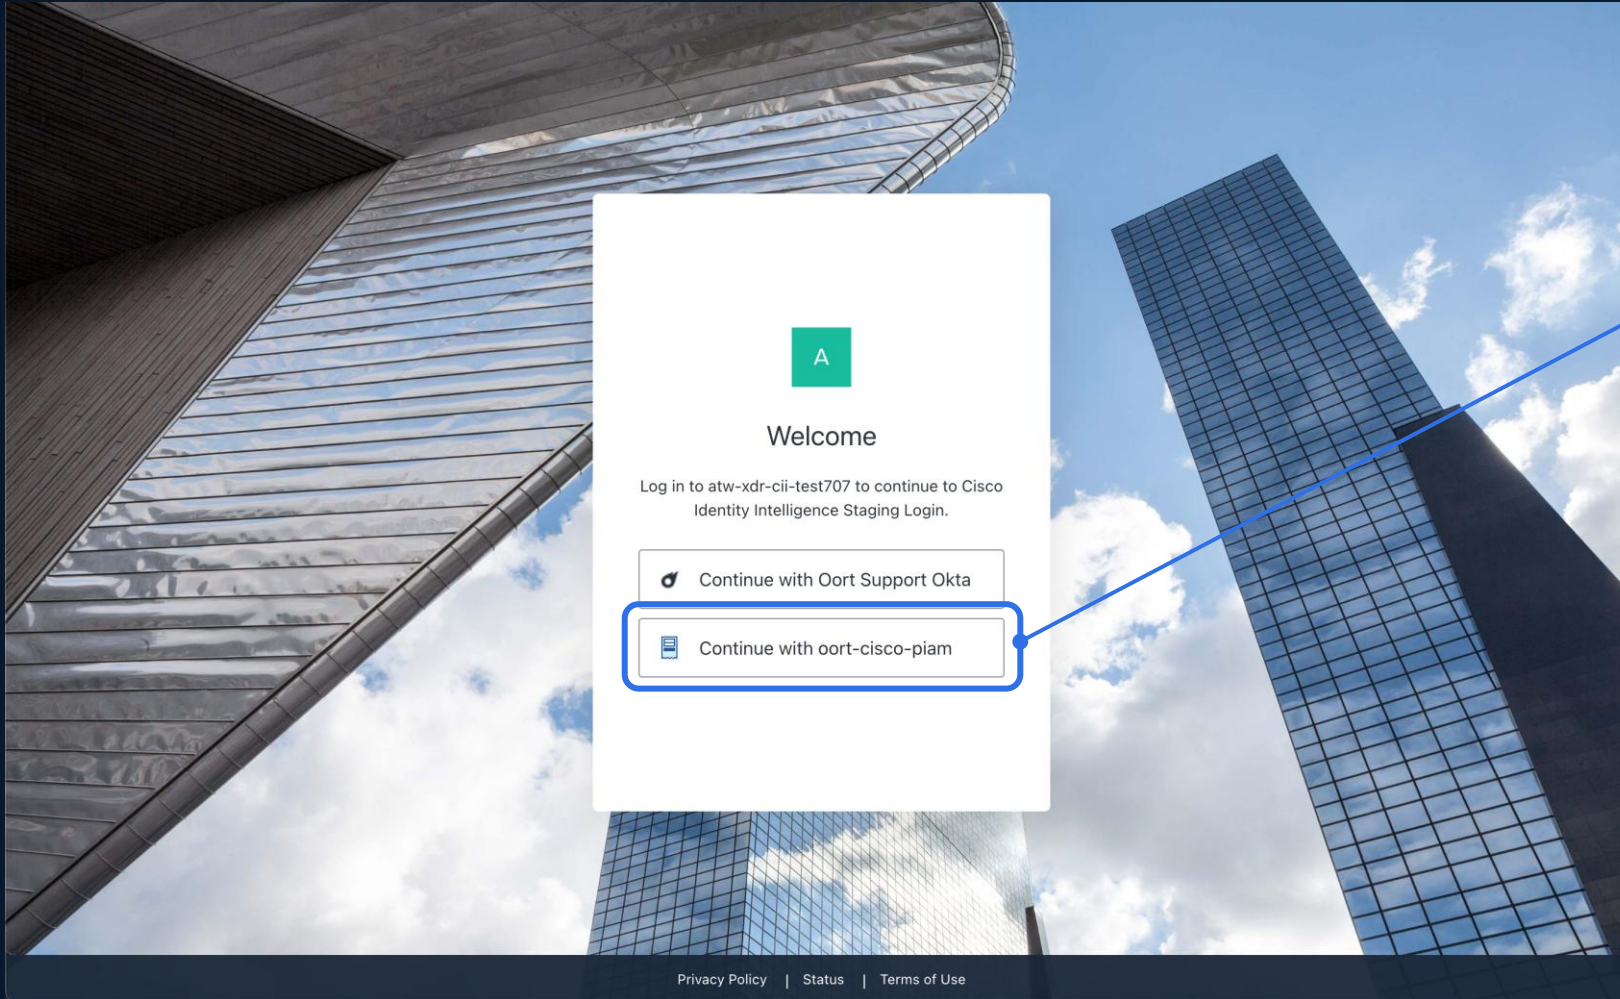 A
Welcome
Log in to atw-xdr-cii-test707 to continue to Cisco
Identity Intelligence Staging Login.
Continue with Oort Support Okta
Continue with oort-cisco-piam
Privacy Policy | Status | Terms of Use